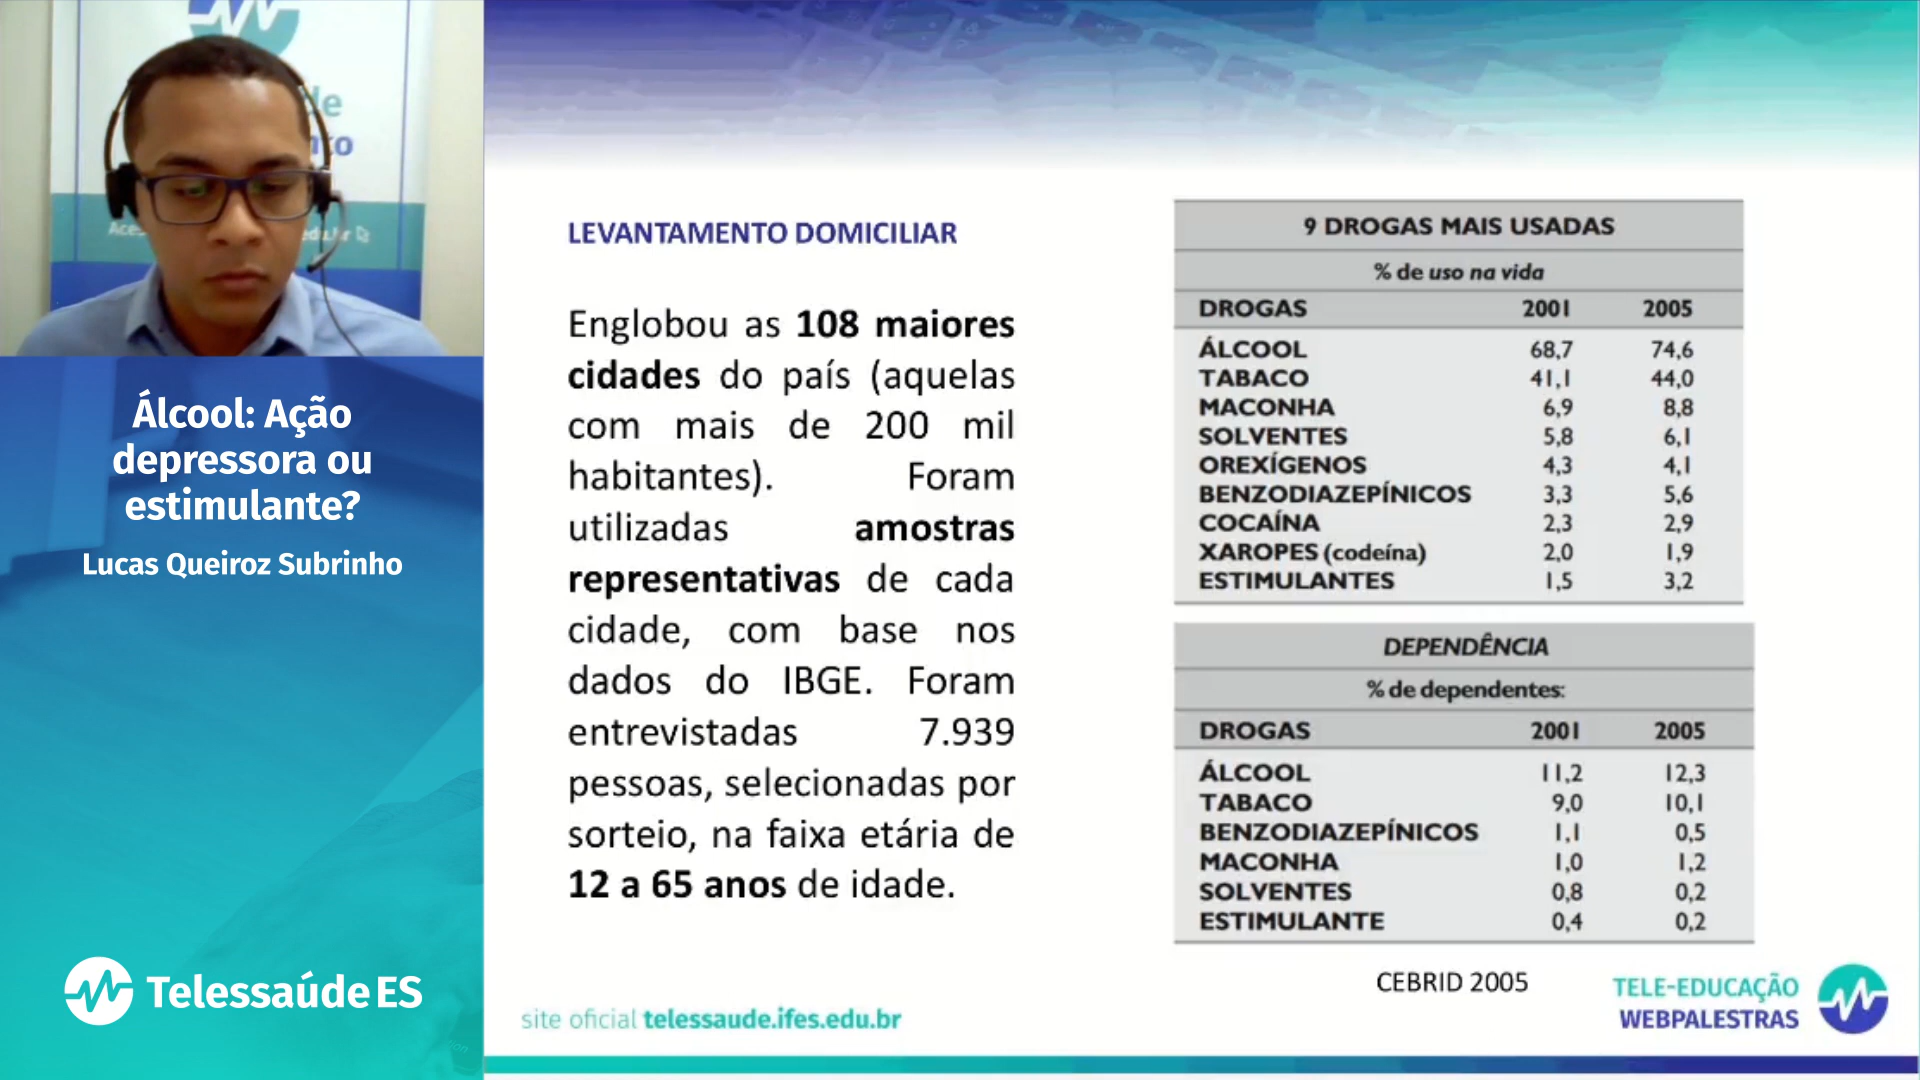 Álcool: Ação
depressora ou
estimulante?
Lucas Queiroz Subrinho
TelessaúdeES
LEVANTAMENTO DOMICILIAR
Englobou as 108 maiores
cidades do país (aquelas
com mais de 200 mil
habitantes). Foram
utilizadas amostras
representativas de cada
cidade, com base nos
dados do IBGE. Foram
entrevistadas 7.939
pessoas, selecionadas por
sorteio, na faixa etária de
12 a 65 anos de idade.
9 DROGAS MAIS USADAS
% de uso na vida
DROGAS 2001 2005
ÁLCOOL 68,7 74,6
TABACO 41,1 44,0
MACONHA 6,9 8,8
SOLVENTES 5,8 6,1
OREXÍGENOS 4,3 4,1
BENZODIAZEPÍNICOS 3,3 5,6
COCAÍNA 2,3 2,9
XAROPES (codeína) 2,0 1,9
ESTIMULANTES 1,5 3,2
DEPENDÊNCIA
% de dependentes:
DROGAS 2001 2005
ÁLCOOL 11,2 12,3
TABACO 9,0 10,1
BENZODIAZEPÍNICOS 1,1 0,5
MACONHA 1,0 1,2
SOLVENTES 0,8 0,2
ESTIMULANTE 0,4 0,2
CEBRID 2005
site oficial telessaude.ifes.edu.br
TELE-EDUCAÇÃO
WEBPALESTRAS